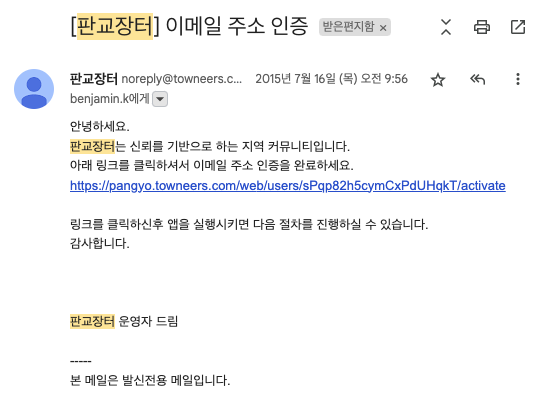 [판교장터] 이메일 주소 인증 받은편지함 ×
판교장터 noreply@towneers.c... 2015년 7월 16일 (목) 오전 9:56
benjamin.k에게
안녕하세요.
판교장터는 신뢰를 기반으로 하는 지역 커뮤니티입니다.
아래 링크를 클릭하셔서 이메일 주소 인증을 완료하세요.
https://pangyo.towneers.com/web/users/sPqp82h5cymCxPdUHqkT/activate
링크를 클릭하신후 앱을 실행시키면 다음 절차를 진행하실 수 있습니다.
감사합니다.
판교장터 운영자 드림
-----
본 메일은 발신전용 메일입니다.